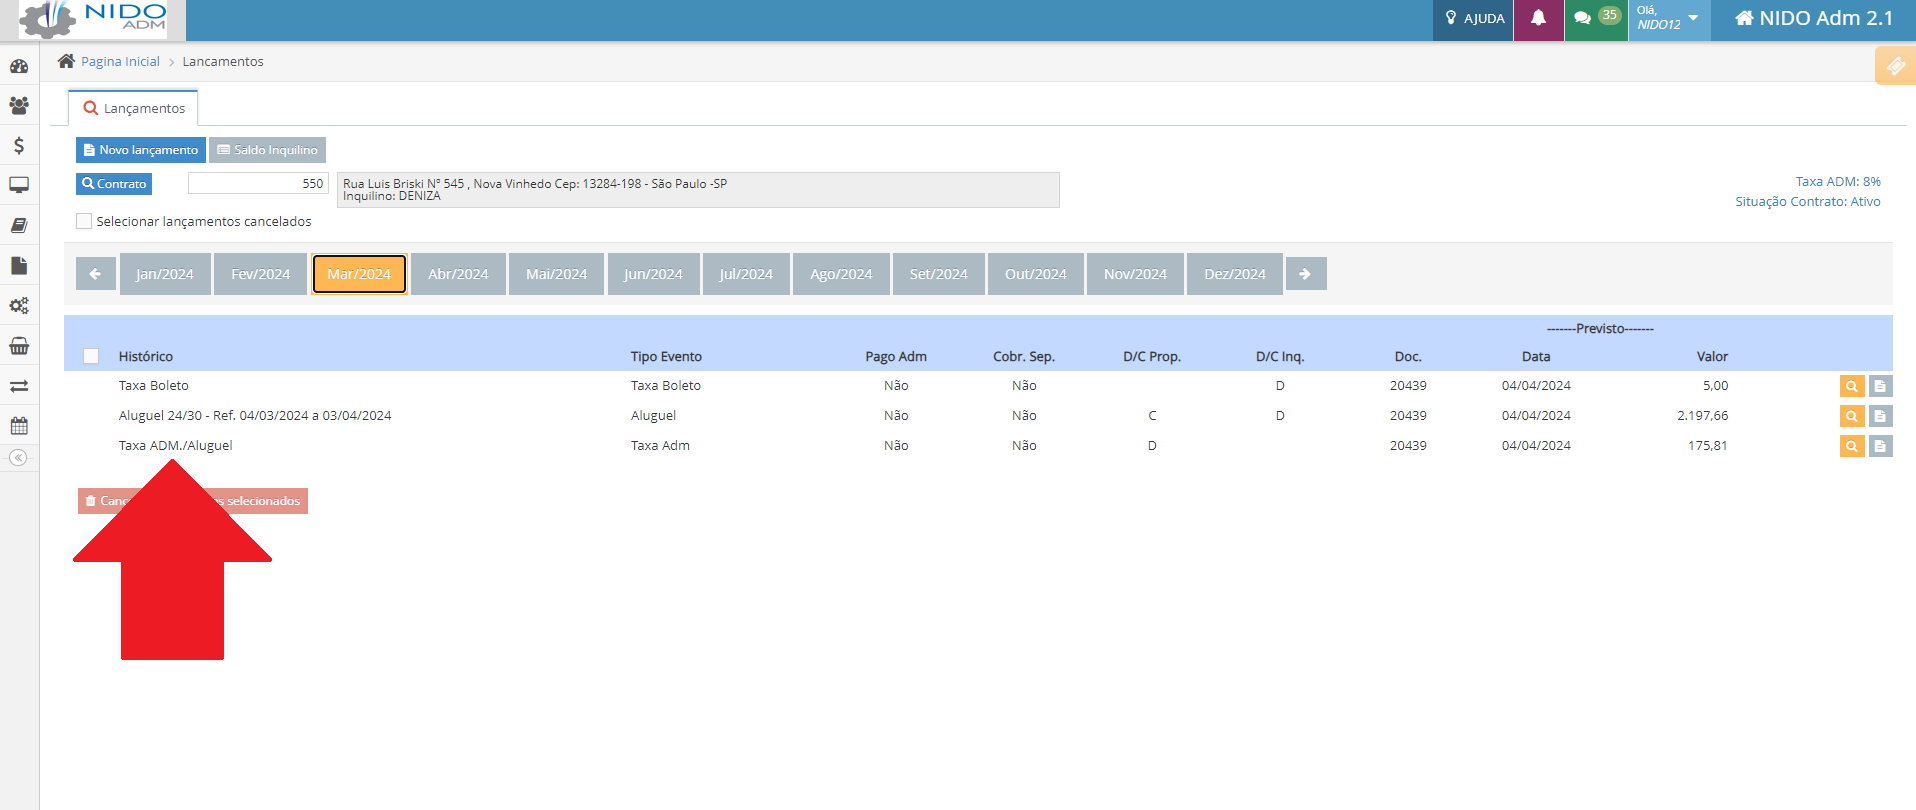 NIDO
ADM
AJUDA
35
Olá,
NIDO12
NIDO Adm 2.1
Pagina Inicial > Lancamentos
Lançamentos
Novo lançamento Saldo Inquilino
Contrato 550 Rua Luis Briski Nº 545 , Nova Vinhedo Cep: 13284-198 - São Paulo -SP
Inquilino: DENIZA
Taxa ADM: 8%
Situação Contrato: Ativo
Selecionar lançamentos cancelados
Jan/2024 Fev/2024 Mar/2024 Abr/2024 Mai/2024 Jun/2024 Jul/2024 Ago/2024 Set/2024 Out/2024 Nov/2024 Dez/2024
-------Previsto-------
Histórico Tipo Evento Pago Adm Cobr. Sep. D/C Prop. D/C Inq. Doc. Data Valor
Taxa Boleto Taxa Boleto Não Não D 20439 04/04/2024 5,00
Aluguel 24/30 - Ref. 04/03/2024 a 03/04/2024 Aluguel Não Não C D 20439 04/04/2024 2.197,66
Taxa ADM./Aluguel Taxa Adm Não Não D 20439 04/04/2024 175,81
selecionados